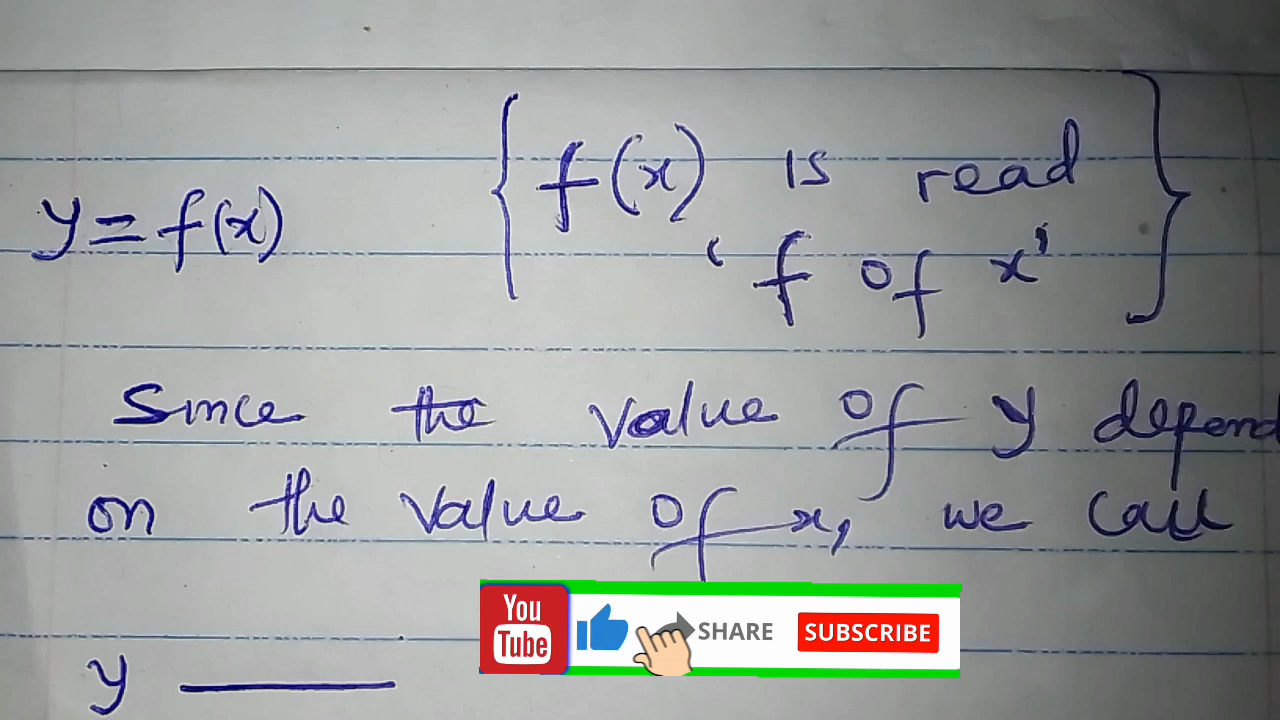 y = f(x)
{ f(x) is read
‘ f of x’ }
Since the value of y depend
on the value of x, we call
y
You
Tube
SHARE
SUBSCRIBE